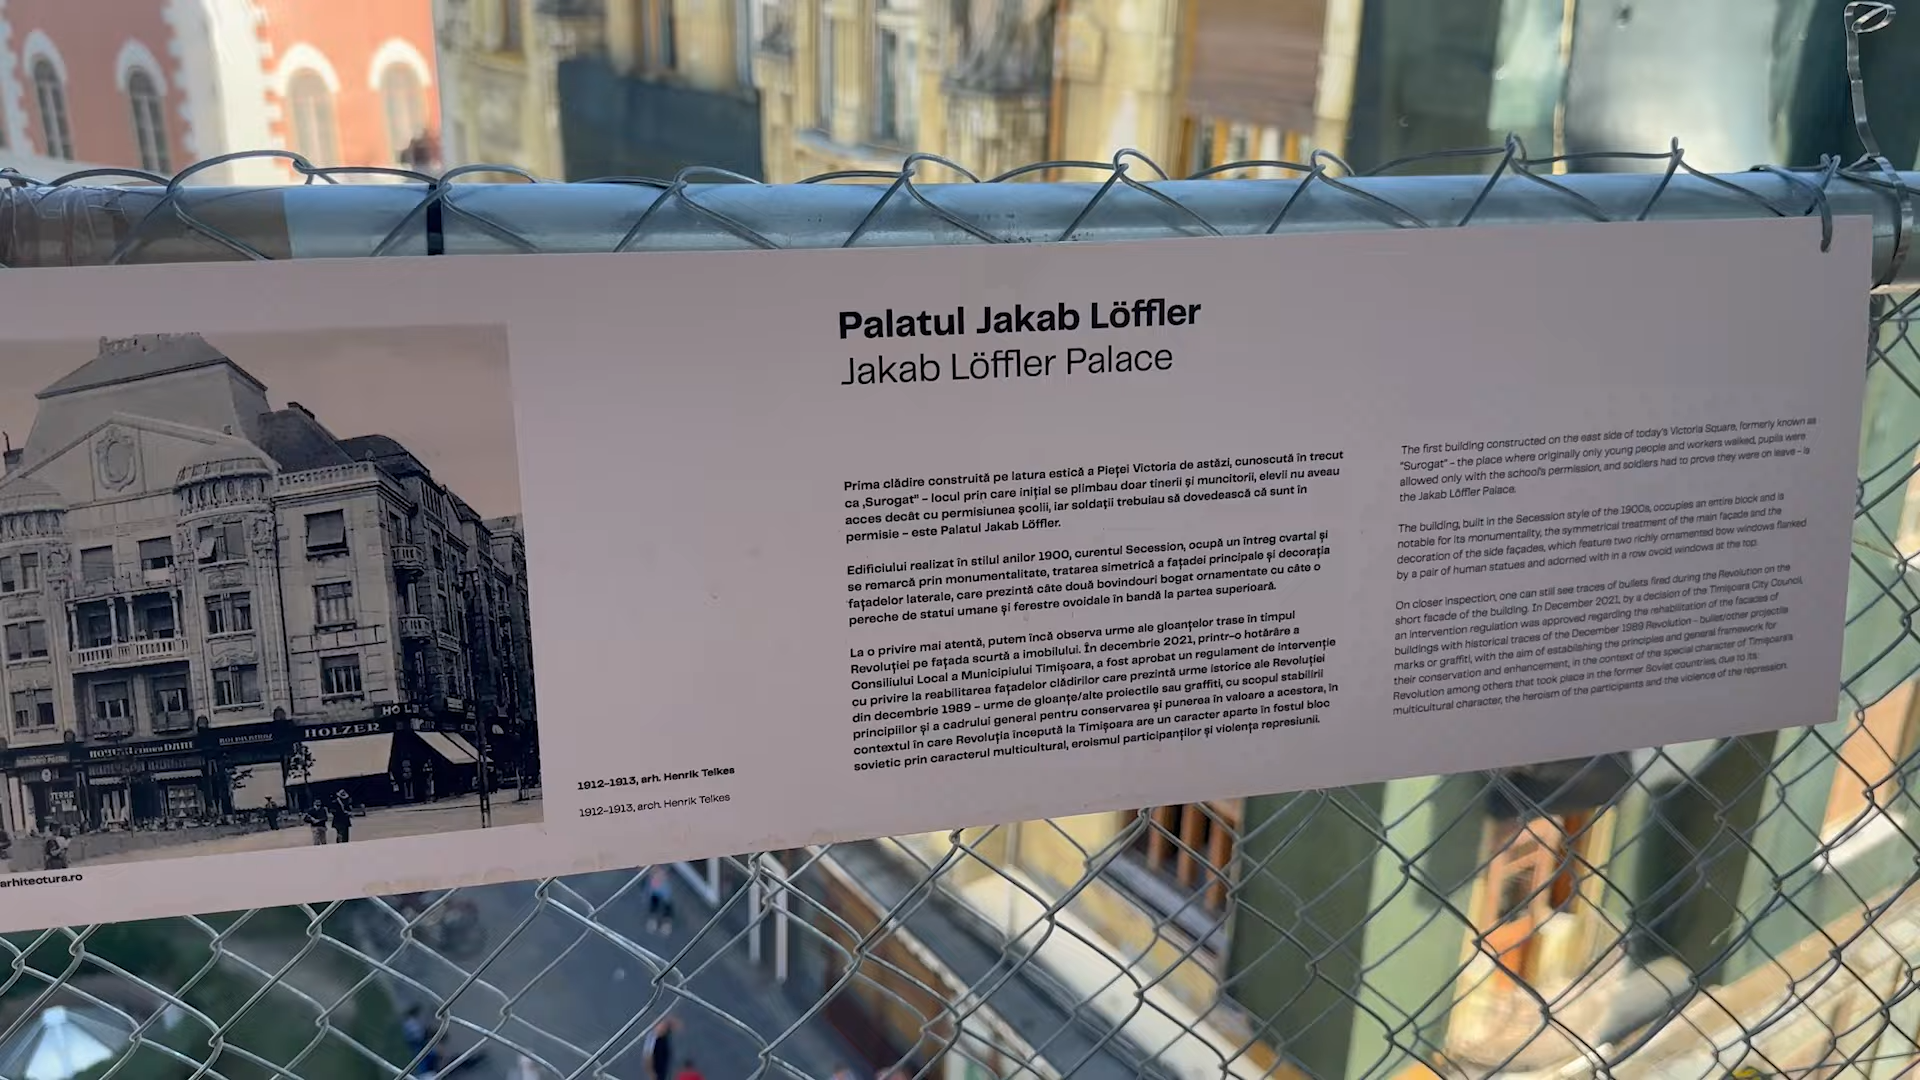 Palatul Jakab Löffler
Jakab Löffler Palace
Prima clădire construită pe latura estică a Pieței Victoria de astăzi, cunoscută în trecut
ca „Surogat” – locul prin care inițial se plimbau doar tinerii și muncitorii, elevii nu aveau
acces decât cu permisiunea școlii, iar soldații trebuiau să dovedească că sunt în
permisie – este Palatul Jakab Löffler.
Edificiului realizat în stilul anilor 1900, curentul Secession, ocupă un întreg cvartal și
se remarcă prin monumentalitate, tratarea simetrică a fațadei principale și decorația
fațadelor laterale, care prezintă câte două bovindouri bogat ornamentate cu câte o
pereche de statui umane și ferestre ovoidale în bandă la partea superioară.
La o privire mai atentă, putem încă observa urme ale gloanțelor trase în timpul
Revoluției pe fațada scurtă a imobilului. În decembrie 2021, printr-o hotărâre a
Consiliului Local a Municipiului Timișoara, a fost aprobat un regulament de intervenție
cu privire la reabilitarea fațadelor clădirilor care prezintă urme istorice ale Revoluției
din decembrie 1989 – urme de gloanțe/alte proiectile sau graffiti, cu scopul stabilirii
principiilor și a cadrului general pentru conservarea și punerea în valoare a acestora, în
contextul în care Revoluția începută la Timișoara are un caracter aparte în fostul bloc
sovietic prin caracterul multicultural, eroismul participanților și violența represiunii.
The first building constructed on the east side of today's Victoria Square, formerly known as
"Surogat" – the place where originally only young people and workers walked, pupils were
allowed only with the school's permission, and soldiers had to prove they were on leave – is
the Jakab Löffler Palace.
The building, built in the Secession style of the 1900s, occupies an entire block and is
notable for its monumentality, the symmetrical treatment of the main façade and the
decoration of the side façades, which feature two richly ornamented bow windows flanked
by a pair of human statues and adorned with in a row ovoid windows at the top.
On closer inspection, one can still see traces of bullets fired during the Revolution on the
short facade of the building. In December 2021, by a decision of the Timișoara City Council,
an intervention regulation was approved regarding the rehabilitation of the facades of
buildings with historical traces of the December 1989 Revolution – bullet/other projectile
marks or graffiti, with the aim of establishing the principles and general framework for
their conservation and enhancement, in the context of the special character of Timișoara's
Revolution among others that took place in the former Soviet countries, due to its
multicultural character, the heroism of the participants and the violence of the repression.
1912–1913, arh. Henrik Telkes
1912–1913, arch. Henrik Telkes
HOLZER
TERRA
arhitectura.ro